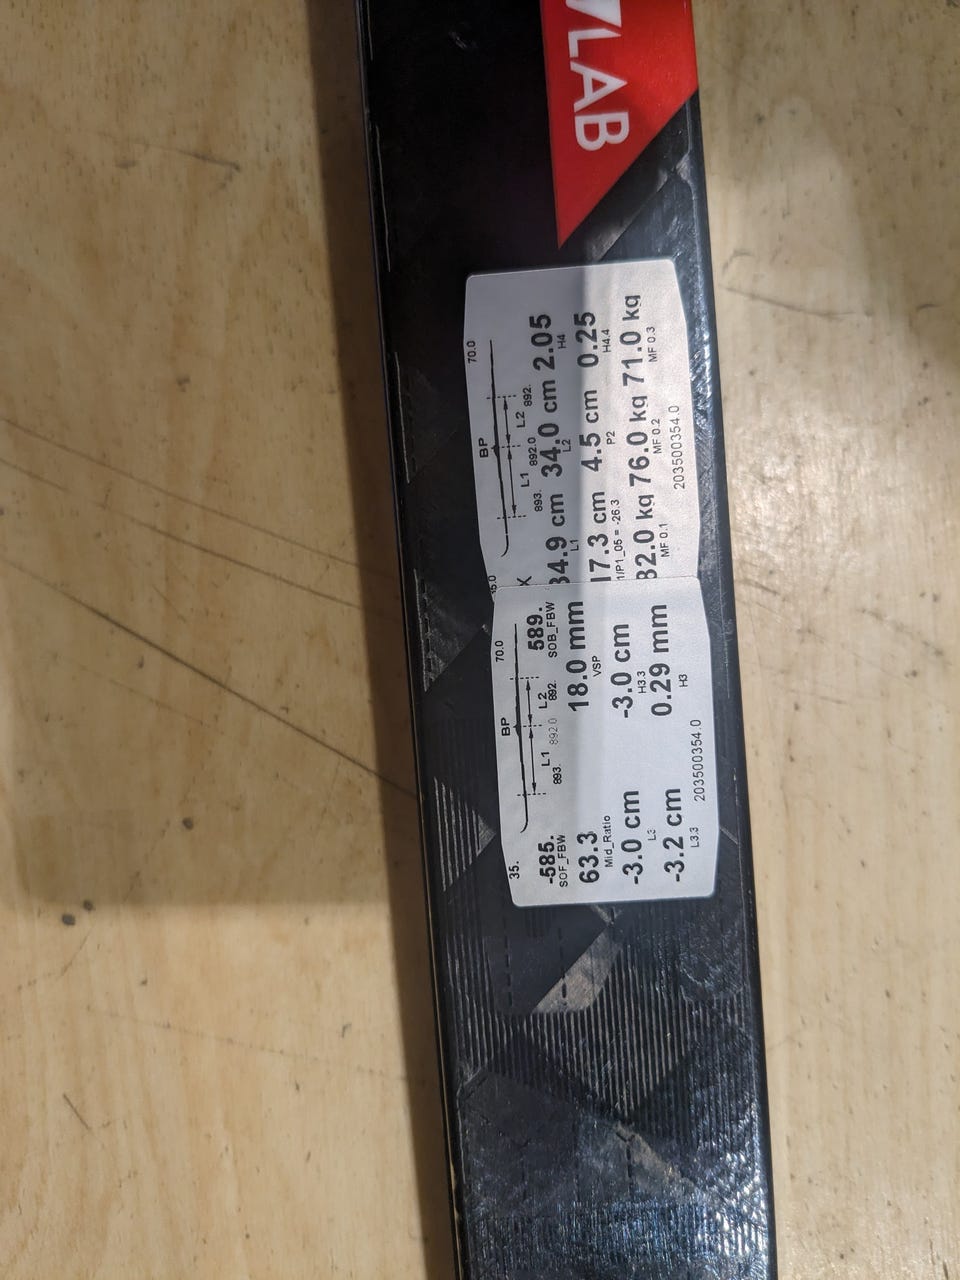 LAB
35.
70.0
BP
L1
L2
893.
892.0
892.
-585.
589.
SOF_FBW
SOB_FBW
63.3
18.0 mm
Mid_Ratio
VSP
-3.0 cm
-3.0 cm
L3
H3.3
-3.2 cm
0.29 mm
L3.3
H3
203500354.0
70.0
BP
L1
L2
893.
892.0
892.
X
34.9 cm 34.0 cm 2.05
L1
L2
H4
17.3 cm 4.5 cm 0.25
/P1_05 = -26.3
P2
H4.4
82.0 kg 76.0 kg 71.0 kg
MF 0.1
MF 0.2
MF 0.3
203500354.0